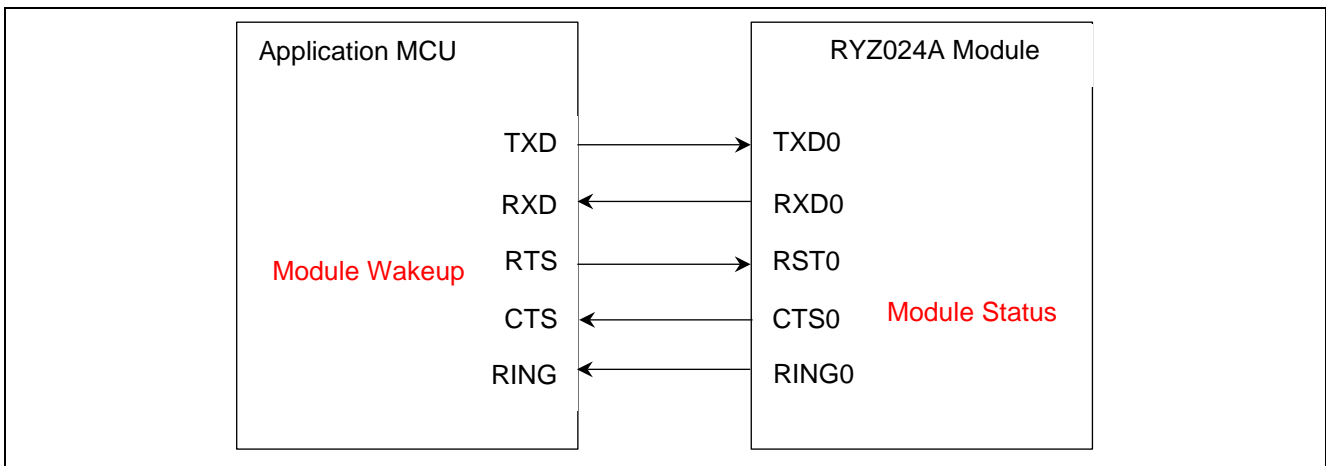 Application MCU
RYZ024A Module
TXD
TXD0
RXD
RXD0
Module Wakeup
RTS
RST0
CTS
CTS0
Module Status
RING
RING0